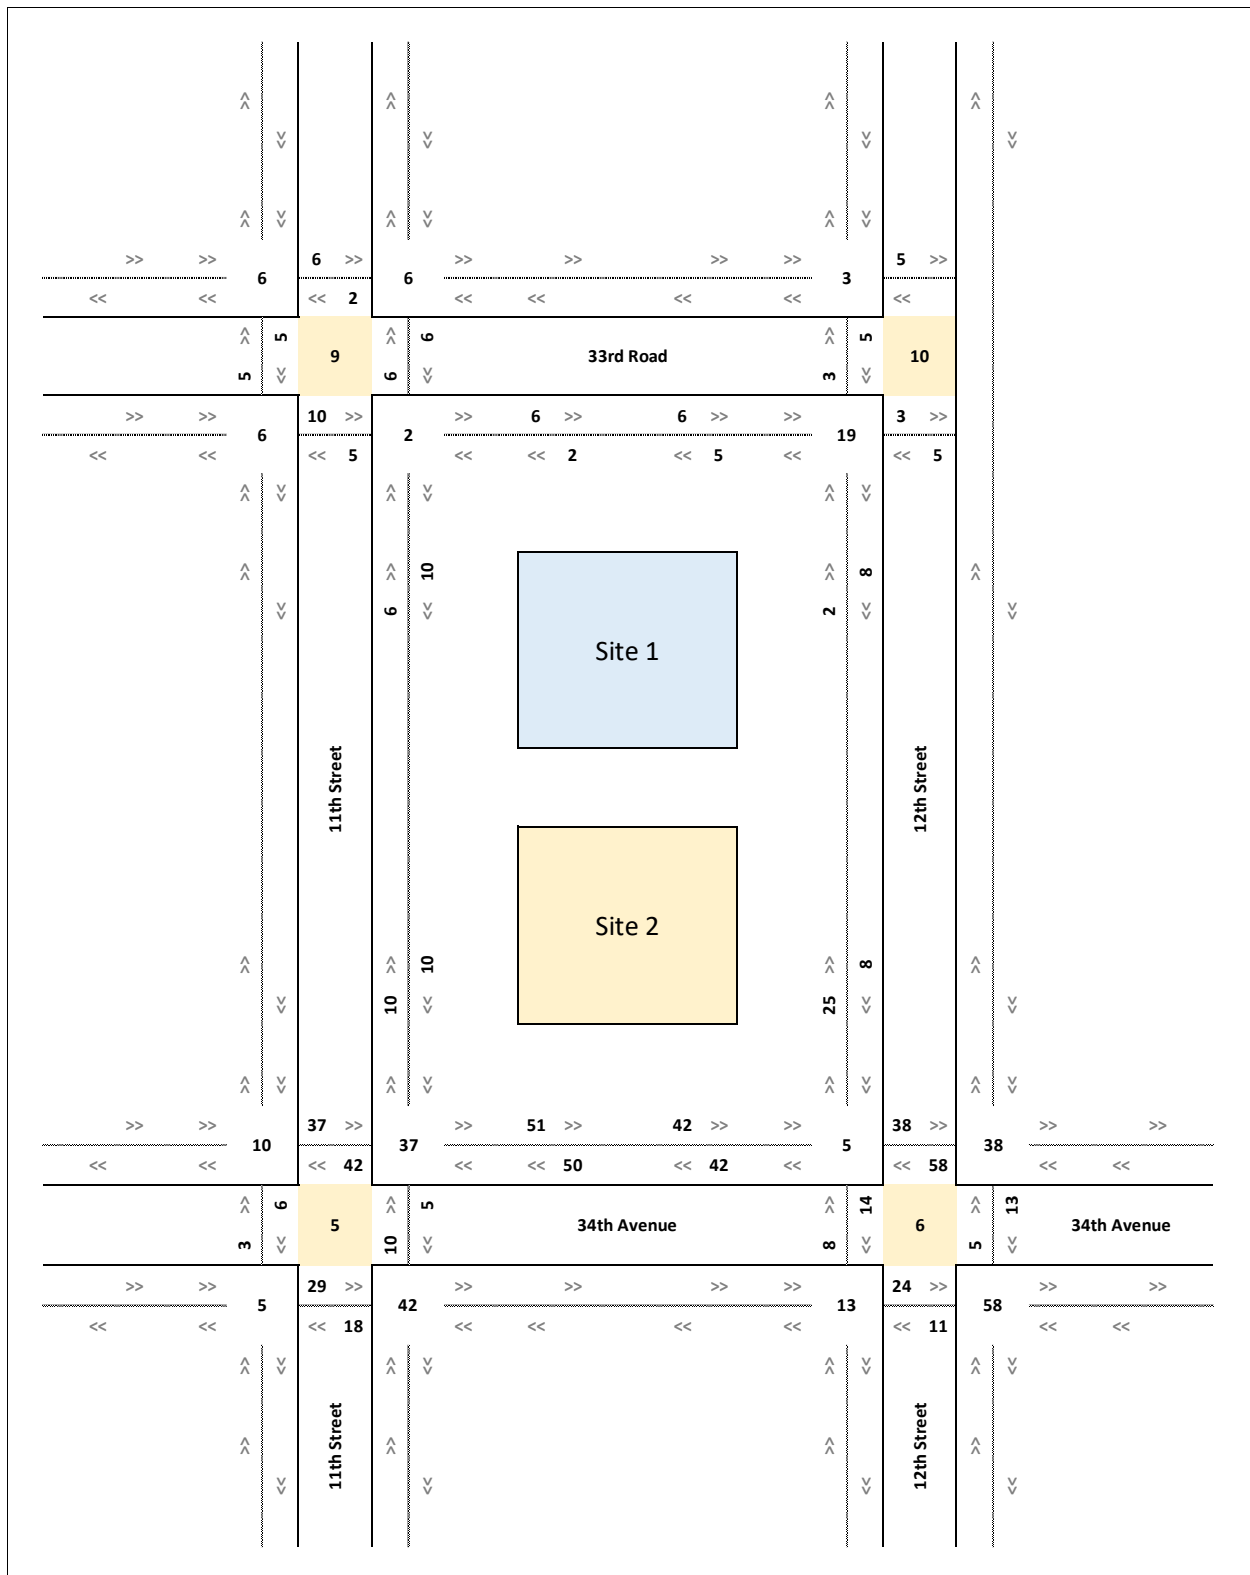 ^^ ^^ ^^ ^^
>> >> >> >>
^^ >> ^^ >> ^^ >> ^^ >>
>> >> 6 >> >> >> >> >> 5 >>
6 6 3
<< << << 2 << << << << <<
^^ 5 ^^ 6 ^^ 5
9 33rd Road 10
5 >> 6 >> 3 >>
>> >> 10 >> >> 6 >> 6 >> >> 3 >>
6 2 19
<< << << 5 << << 2 << 5 << << 5
^^ >> ^^ >> ^^ >>
^^ ^^ 10 ^^ 8 ^^
>> 6 >> 2 >> >>
Site 1
11th Street
12th Street
Site 2
^^ ^^ 10 ^^ 8 ^^
>> 10 >> 25 >> >>
^^ >> ^^ >> ^^ >> ^^ >>
>> >> 37 >> >> 51 >> 42 >> >> 38 >> >> >>
10 37 5 38
<< << << 42 << << 50 << 42 << << 58 << <<
^^ 6 ^^ 5 ^^ 14 ^^ 13
5 34th Avenue 6 34th Avenue
3 >> 10 >> 8 >> 5 >>
>> >> 29 >> >> >> >> >> 24 >> >> >>
5 42 13 58
<< << << 18 << << << << << 11 << <<
^^ >> ^^ >> ^^ >> ^^ >>
11th Street
12th Street
^^ ^^ ^^ ^^
>> >> >> >>